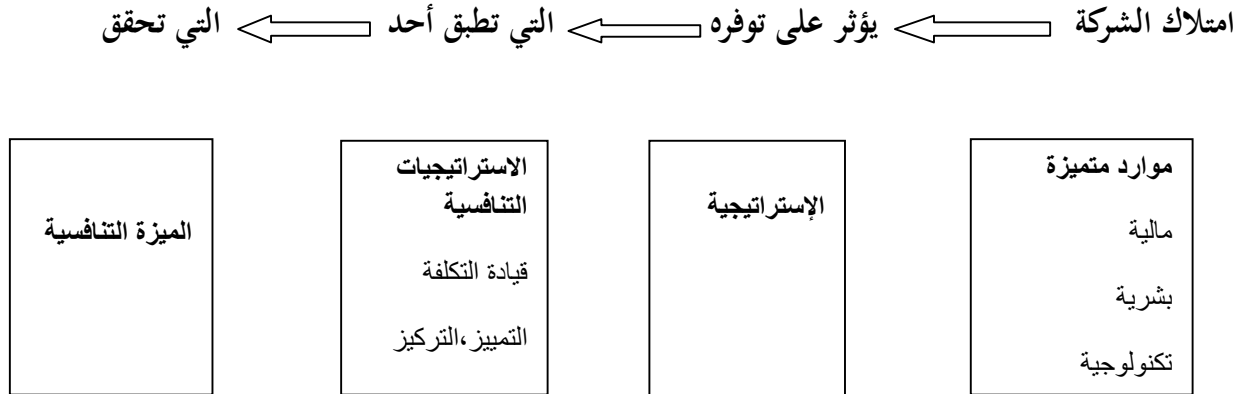 امتلاك الشركة يؤثر على توفره التي تطبق أحد التي تحقق
موارد متميزة
مالية
بشرية
تكنولوجية
الإستراتيجية
الاستراتيجيات
التنافسية
قيادة التكلفة
التمييز،التركيز
الميزة التنافسية